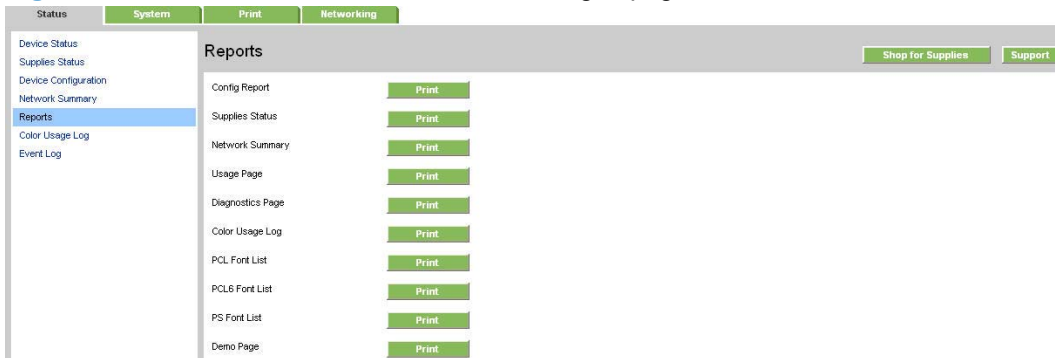 Status System Print Networking
Device Status
Supplies Status
Device Configuration
Network Summary
Reports
Color Usage Log
Event Log
Reports
Shop for Supplies Support
Config Report Print
Supplies Status Print
Network Summary Print
Usage Page Print
Diagnostics Page Print
Color Usage Log Print
PCL Font List Print
PCL6 Font List Print
PS Font List Print
Demo Page Print